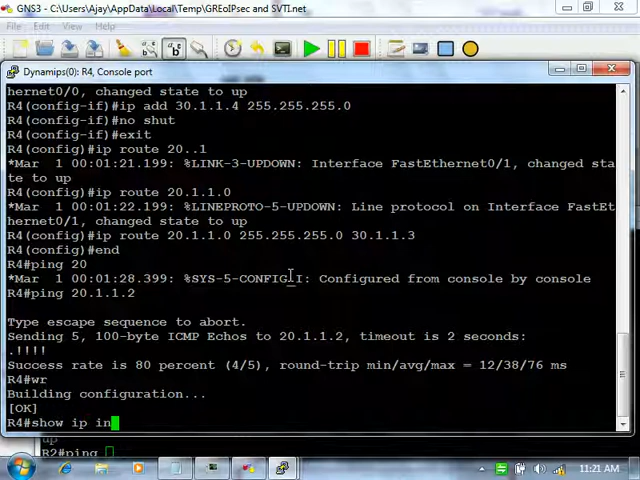 GNS3 - C:\Users\Ajay\AppData\Local\Temp\GREoIPsec and SVTI.net
File Edit View
Dynamips(0): R4, Console port
hernet0/0, changed state to up
R4(config-if)#ip add 30.1.1.4 255.255.255.0
R4(config-if)#no shut
R4(config-if)#exit
R4(config)#ip route 20..1
*Mar  1 00:01:21.199: %LINK-3-UPDOWN: Interface FastEthernet0/1, changed sta
te to up
R4(config)#ip route 20.1.1.0
*Mar  1 00:01:22.199: %LINEPROTO-5-UPDOWN: Line protocol on Interface FastEt
hernet0/1, changed state to up
R4(config)#ip route 20.1.1.0 255.255.255.0 30.1.1.3
R4(config)#end
R4#ping 20
*Mar  1 00:01:28.399: %SYS-5-CONFIG_I: Configured from console by console
R4#ping 20.1.1.2
Type escape sequence to abort.
Sending 5, 100-byte ICMP Echos to 20.1.1.2, timeout is 2 seconds:
.!!!!
Success rate is 80 percent (4/5), round-trip min/avg/max = 12/38/76 ms
R4#wr
Building configuration...
[OK]
R4#show ip in
up
R2#ping
11:21 AM